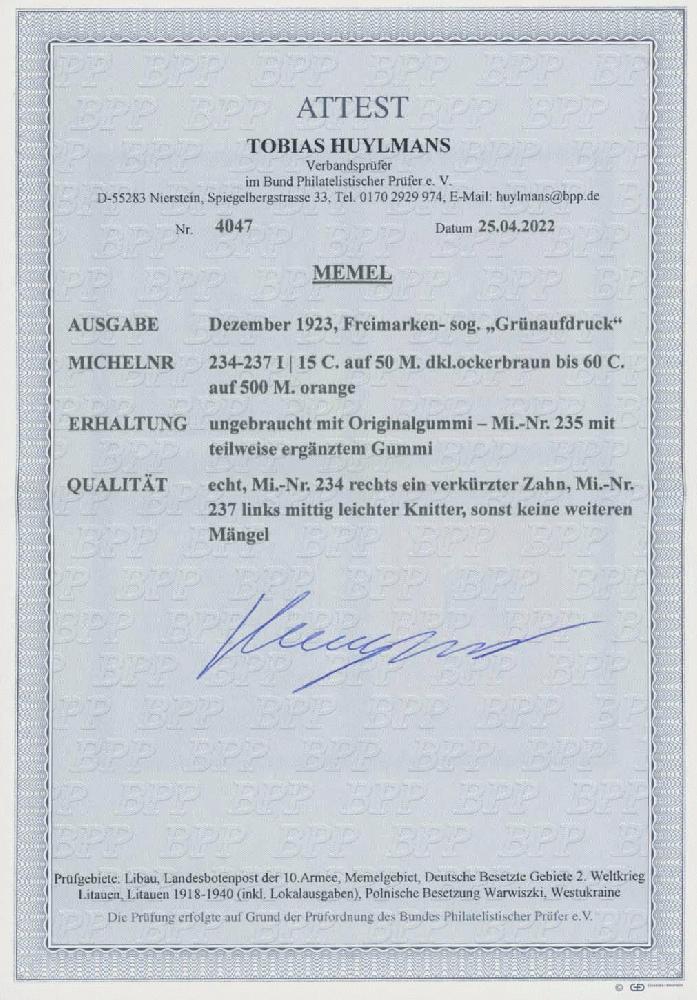 ATTEST
TOBIAS HUYLMANS
Verbandsprüfer
im Bund Philatelistischer Prüfer e. V.
D-55283 Nierstein, Spiegelbergstrasse 33, Tel. 0170 2929 974, E-Mail: huylmans@bpp.de
Nr. 4047 Datum 25.04.2022
MEMEL
AUSGABE Dezember 1923, Freimarken- sog. „Grünaufdruck“
MICHELNR 234-237 I | 15 C. auf 50 M. dkl.ockerbraun bis 60 C.
auf 500 M. orange
ERHALTUNG ungebraucht mit Originalgummi – Mi.-Nr. 235 mit
teilweise ergänztem Gummi
QUALITÄT echt, Mi.-Nr. 234 rechts ein verkürzter Zahn, Mi.-Nr.
237 links mittig leichter Knitter, sonst keine weiteren
Mängel
Prüfgebiete: Libau, Landesbotenpost der 10.Armee, Memelgebiet, Deutsche Besetzte Gebiete 2. Weltkrieg
Litauen, Litauen 1918-1940 (inkl. Lokalausgaben), Polnische Besetzung Warwiszki, Westukraine
Die Prüfung erfolgte auf Grund der Prüfordnung des Bundes Philatelistischer Prüfer e.V.